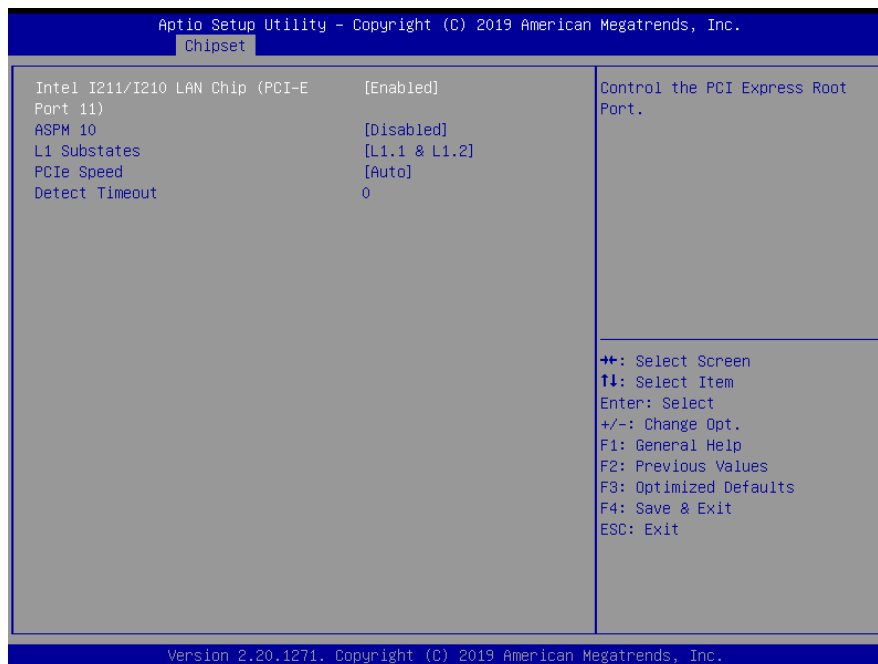 Aptio Setup Utility – Copyright (C) 2019 American Megatrends, Inc.
Chipset
Intel I211/I210 LAN Chip (PCI-E [Enabled]
Port 11)
ASPM 10 [Disabled]
L1 Substates [L1.1 & L1.2]
PCIe Speed [Auto]
Detect Timeout 0
Control the PCI Express Root
Port.
→←: Select Screen
↑↓: Select Item
Enter: Select
+/-: Change Opt.
F1: General Help
F2: Previous Values
F3: Optimized Defaults
F4: Save & Exit
ESC: Exit
Version 2.20.1271. Copyright (C) 2019 American Megatrends, Inc.